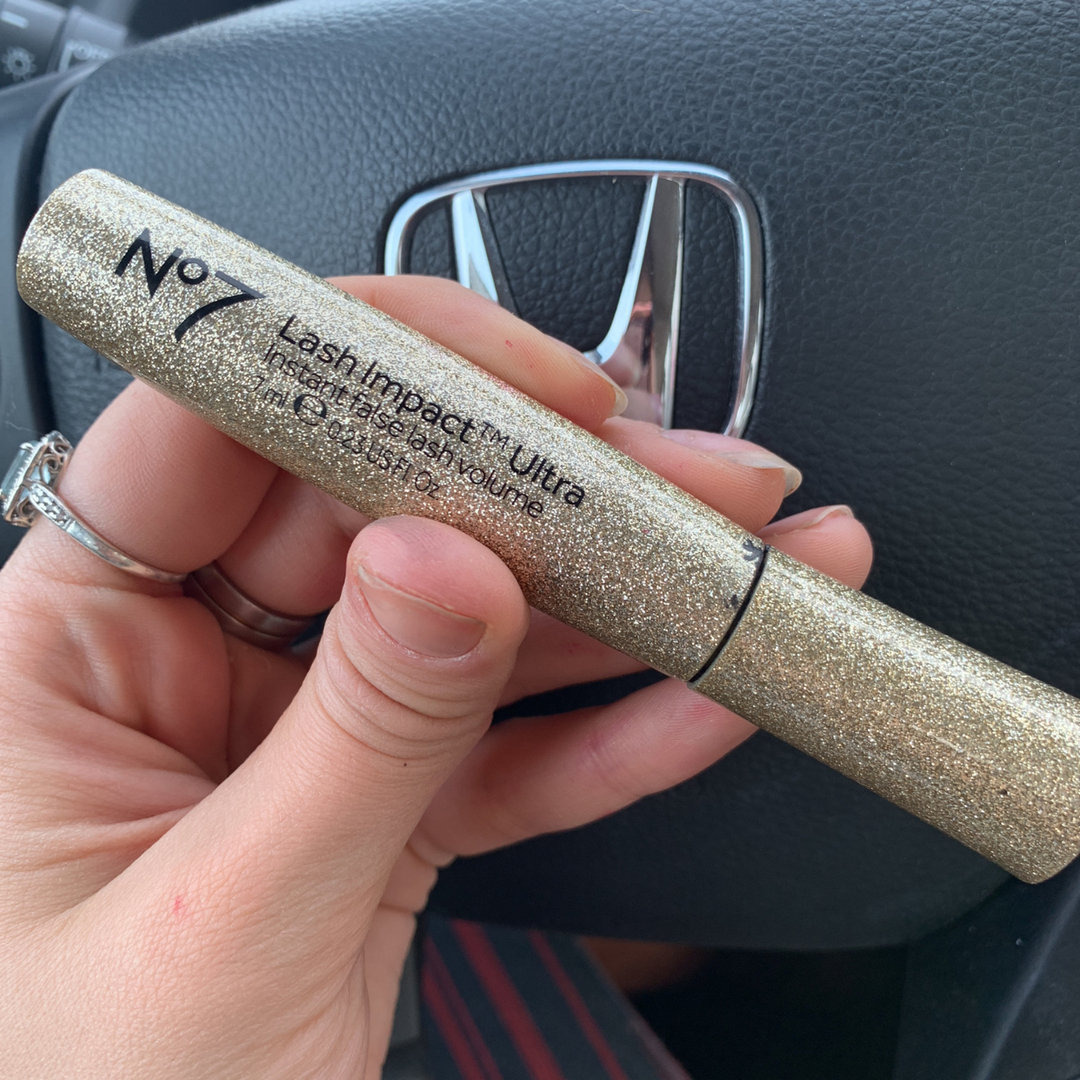 No7
Lash Impact™ Ultra
instant false lash volume
7 ml e 0.23 US Fl Oz